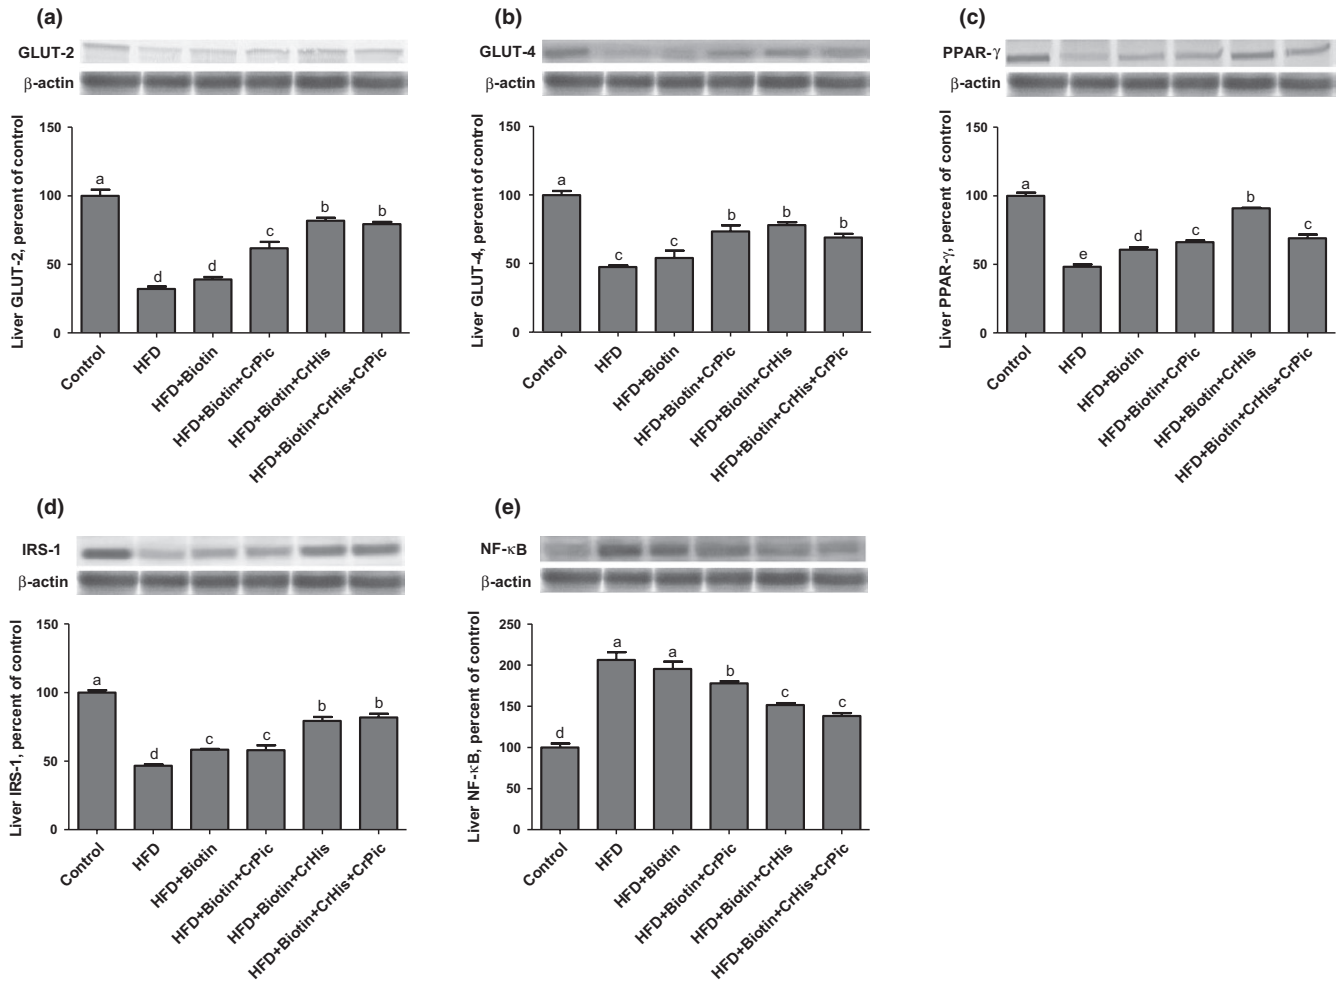 (a)
GLUT-2
β-actin
Liver GLUT-2, percent of control
150
100
50
0
a
d
d
c
b
b
Control
HFD
HFD+Biotin
HFD+Biotin+CrPic
HFD+Biotin+CrHis
HFD+Biotin+CrHis+CrPic
(b)
GLUT-4
β-actin
Liver GLUT-4, percent of control
150
100
50
0
a
c
c
b
b
b
Control
HFD
HFD+Biotin
HFD+Biotin+CrPic
HFD+Biotin+CrHis
HFD+Biotin+CrHis+CrPic
(c)
PPAR-γ
β-actin
Liver PPAR-γ, percent of control
150
100
50
0
a
e
d
c
b
c
Control
HFD
HFD+Biotin
HFD+Biotin+CrPic
HFD+Biotin+CrHis
HFD+Biotin+CrHis+CrPic
(d)
IRS-1
β-actin
Liver IRS-1, percent of control
150
100
50
0
a
d
c
c
b
b
Control
HFD
HFD+Biotin
HFD+Biotin+CrPic
HFD+Biotin+CrHis
HFD+Biotin+CrHis+CrPic
(e)
NF-κB
β-actin
Liver NF-κB, percent of control
250
200
150
100
50
0
d
a
a
b
c
c
Control
HFD
HFD+Biotin
HFD+Biotin+CrPic
HFD+Biotin+CrHis
HFD+Biotin+CrHis+CrPic